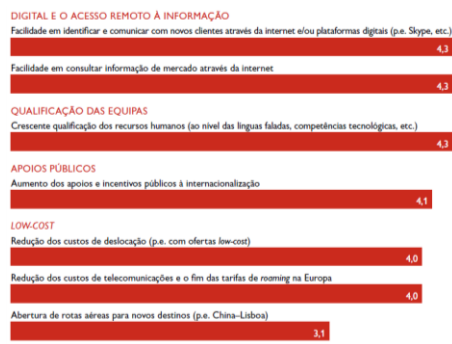 DIGITAL E O ACESSO REMOTO À INFORMAÇÃO
Facilidade em identificar e comunicar com novos clientes através da internet e/ou plataformas digitais (p.e. Skype, etc.)
4,3
Facilidade em consultar informação de mercado através da internet
4,3
QUALIFICAÇÃO DAS EQUIPAS
Crescente qualificação dos recursos humanos (ao nível das línguas faladas, competências tecnológicas, etc.)
4,3
APOIOS PÚBLICOS
Aumento dos apoios e incentivos públicos à internacionalização
4,1
LOW-COST
Redução dos custos de deslocação (p.e. com ofertas low-cost)
4,0
Redução dos custos de telecomunicações e o fim das tarifas de roaming na Europa
4,0
Abertura de rotas aéreas para novos destinos (p.e. China–Lisboa)
3,1